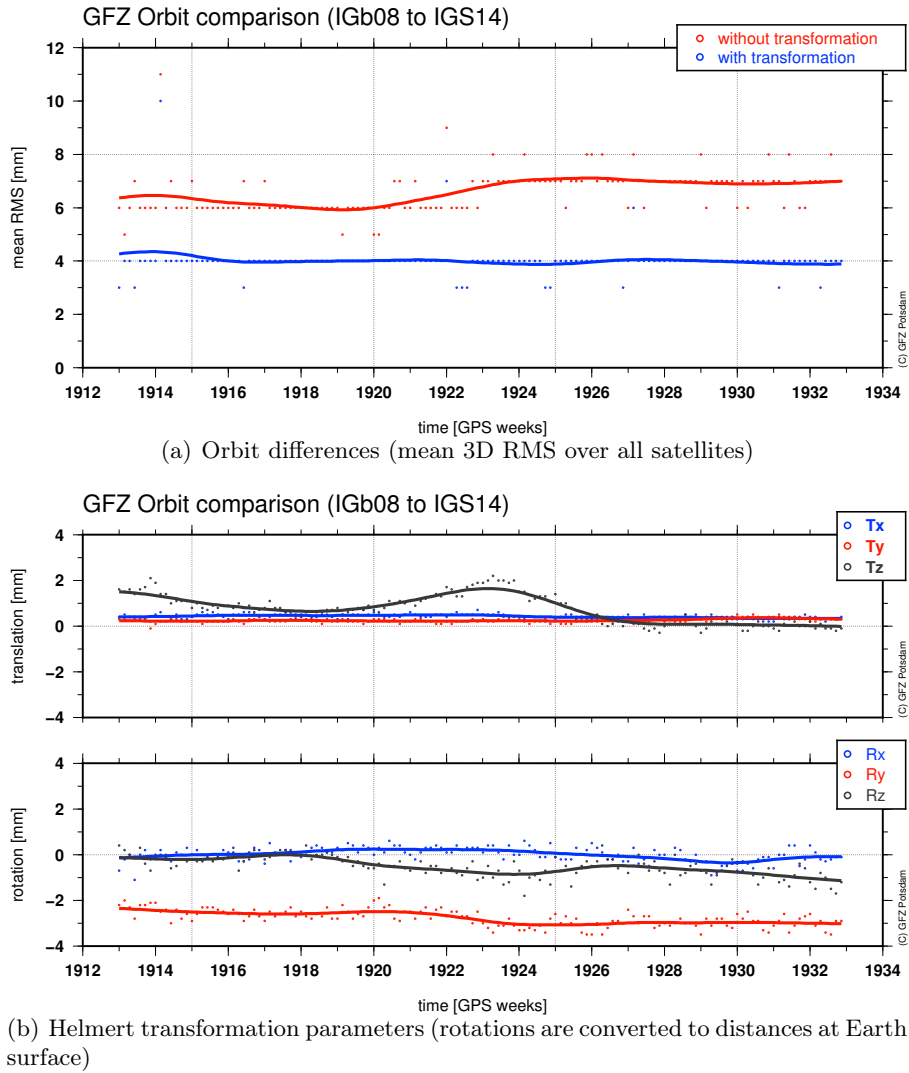 GFZ Orbit comparison (IGb08 to IGS14)
without transformation
with transformation
12
10
8
6
4
2
0
mean RMS [mm]
1912 1914 1916 1918 1920 1922 1924 1926 1928 1930 1932 1934
time [GPS weeks]
(C) GFZ Potsdam
(a) Orbit differences (mean 3D RMS over all satellites)
GFZ Orbit comparison (IGb08 to IGS14)
Tx
Ty
Tz
4
2
0
−2
−4
translation [mm]
(C) GFZ Potsdam
Rx
Ry
Rz
4
2
0
−2
−4
rotation [mm]
(C) GFZ Potsdam
1912 1914 1916 1918 1920 1922 1924 1926 1928 1930 1932 1934
time [GPS weeks]
(b) Helmert transformation parameters (rotations are converted to distances at Earth
surface)